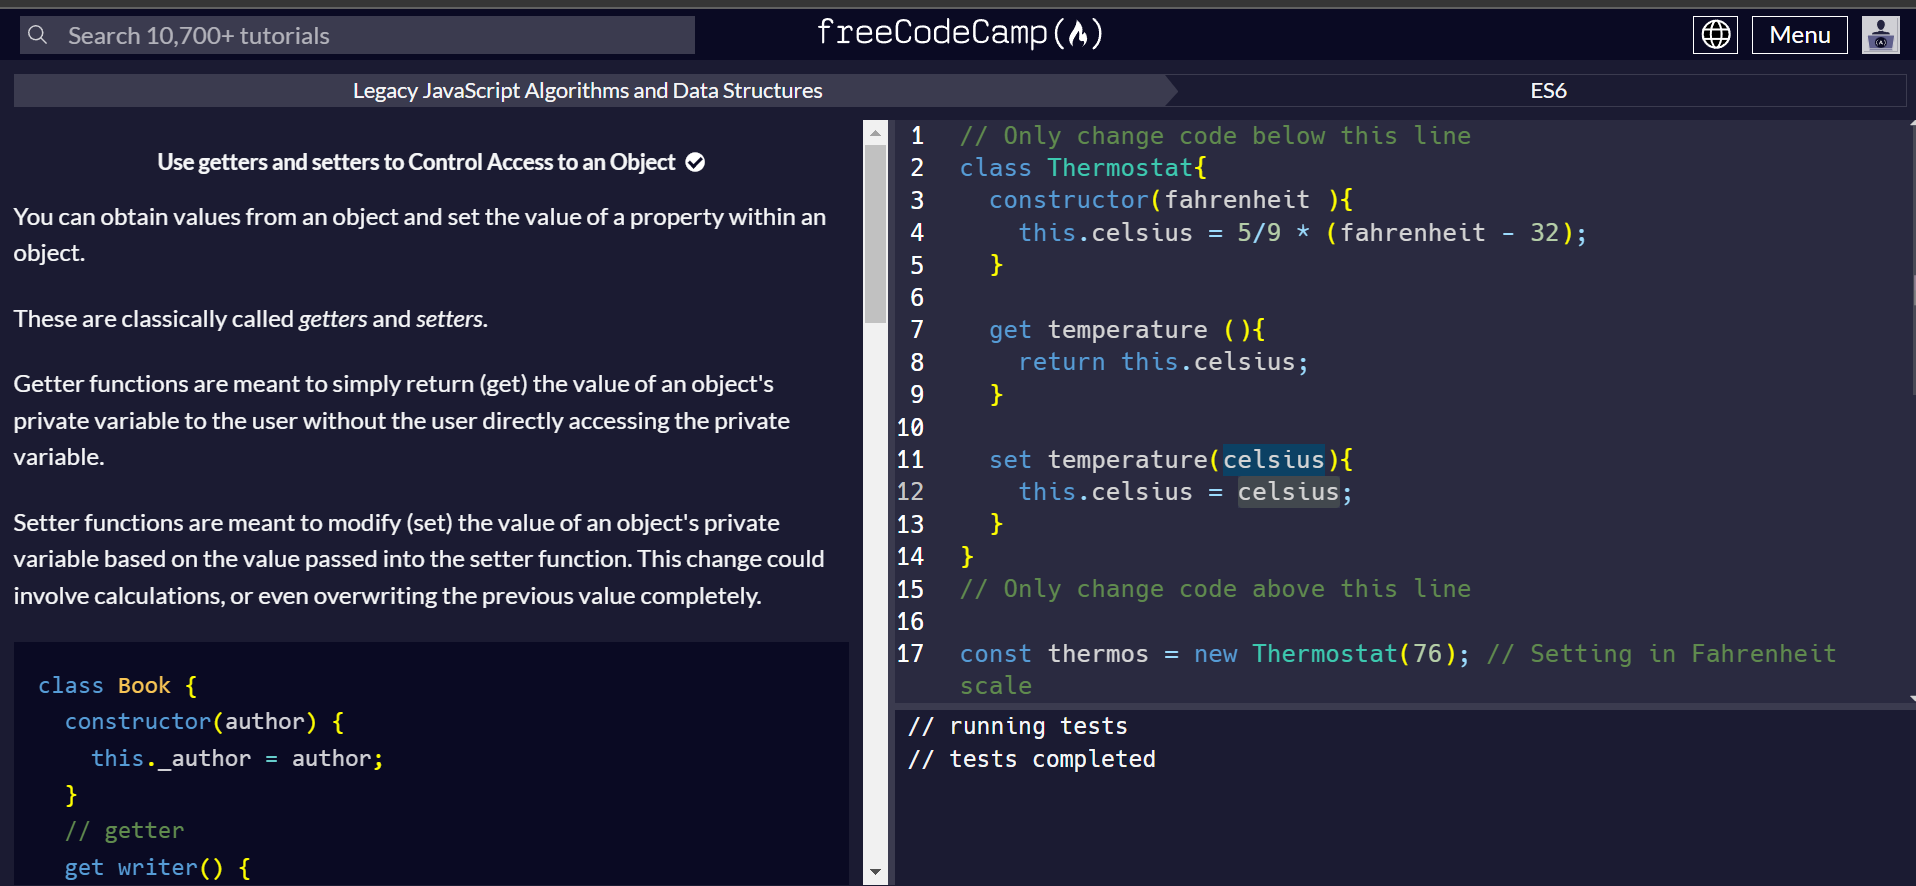 Search 10,700+ tutorials
freeCodeCamp(🔥)
Menu
Legacy JavaScript Algorithms and Data Structures
ES6
Use getters and setters to Control Access to an Object
You can obtain values from an object and set the value of a property within an
object.
These are classically called getters and setters.
Getter functions are meant to simply return (get) the value of an object's
private variable to the user without the user directly accessing the private
variable.
Setter functions are meant to modify (set) the value of an object's private
variable based on the value passed into the setter function. This change could
involve calculations, or even overwriting the previous value completely.
class Book {
constructor(author) {
this._author = author;
}
// getter
get writer() {
1 // Only change code below this line
2 class Thermostat{
3 constructor(fahrenheit ){
4 this.celsius = 5/9 * (fahrenheit - 32);
5 }
6
7 get temperature (){
8 return this.celsius;
9 }
10
11 set temperature(celsius){
12 this.celsius = celsius;
13 }
14 }
15 // Only change code above this line
16
17 const thermos = new Thermostat(76); // Setting in Fahrenheit
scale
// running tests
// tests completed